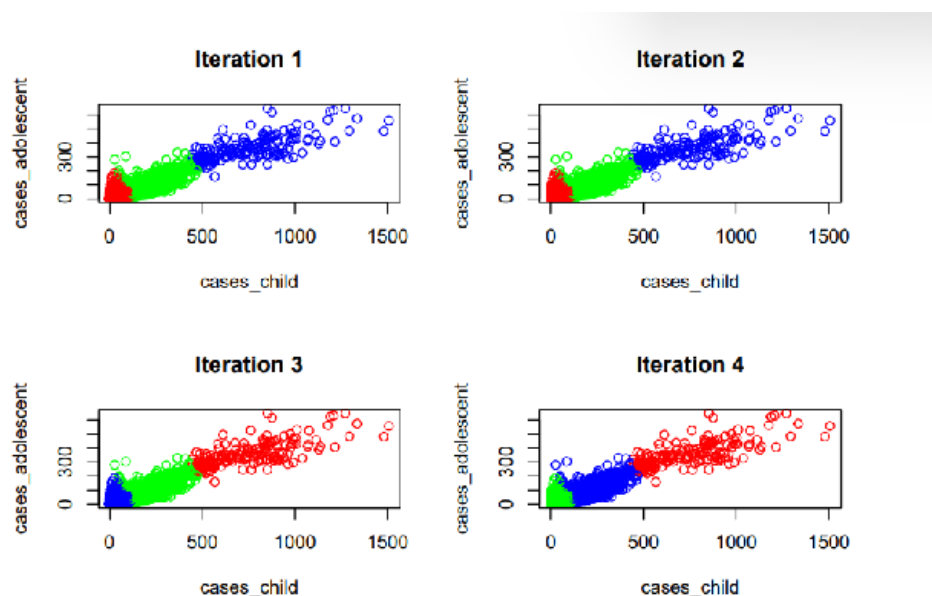 Iteration 1
cases_adolescent
0 300
0 500 1000 1500
cases_child
Iteration 2
cases_adolescent
0 300
0 500 1000 1500
cases_child
Iteration 3
cases_adolescent
0 300
0 500 1000 1500
cases_child
Iteration 4
cases_adolescent
0 300
0 500 1000 1500
cases_child